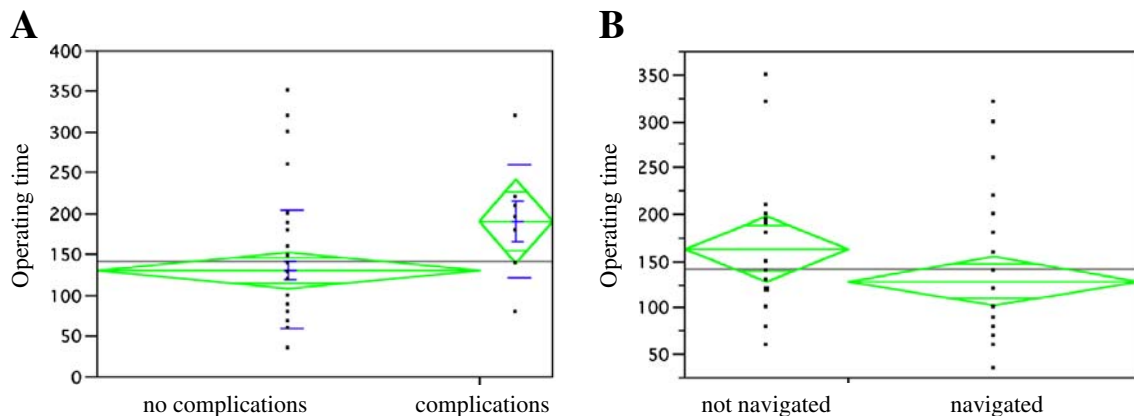 A
B
Operating time
400
350
300
250
200
150
100
50
0
no complications
complications
Operating time
350
300
250
200
150
100
50
not navigated
navigated